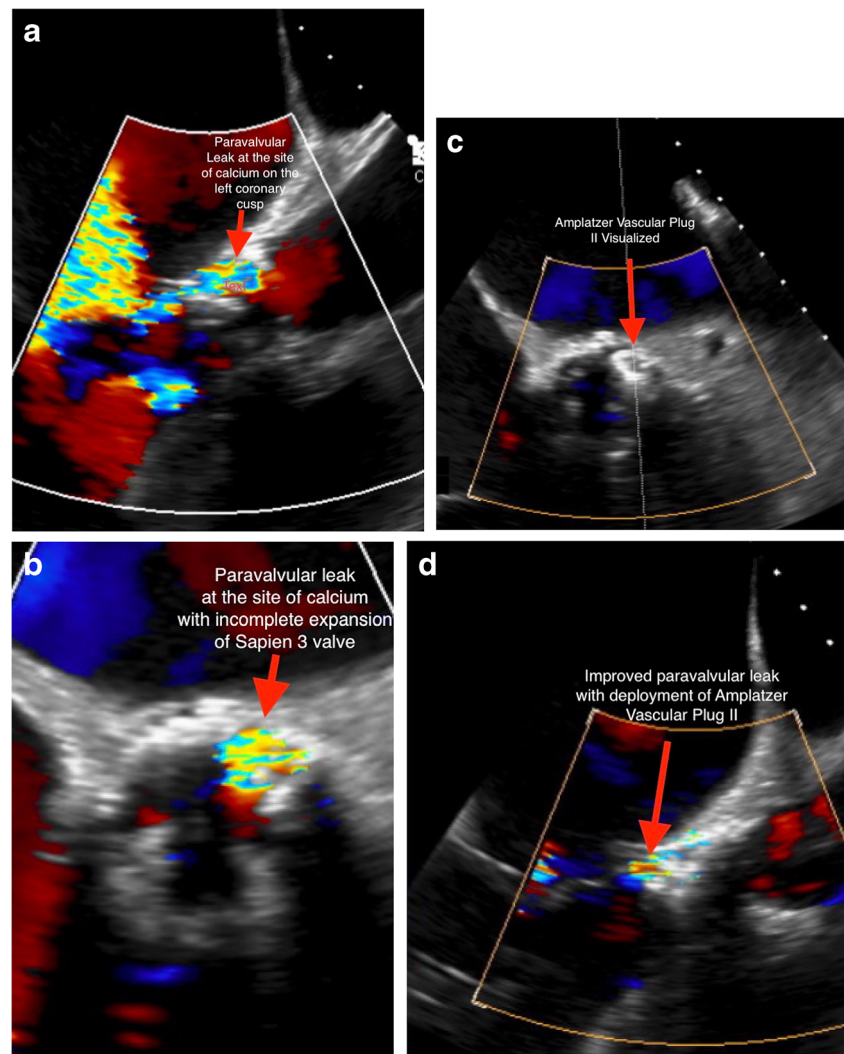 a
Paravalvular
Leak at the site
of calcium on the
left coronary
cusp
Text
c
Amplatzer Vascular Plug
II Visualized
b
Paravalvular leak
at the site of calcium
with incomplete expansion
of Sapien 3 valve
d
Improved paravalvular leak
with deployment of Amplatzer
Vascular Plug II